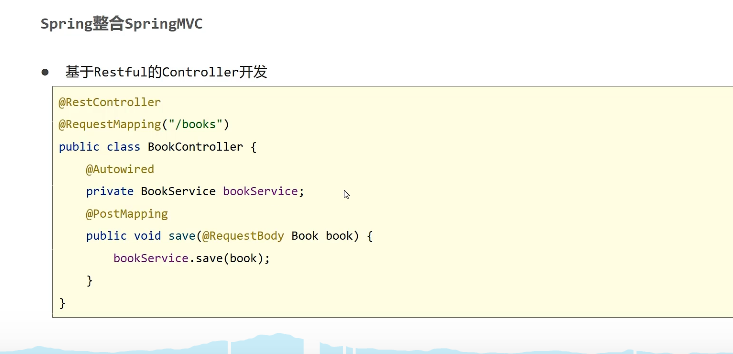 Spring整合SpringMVC
● 基于Restful的Controller开发
@RestController
@RequestMapping("/books")
public class BookController {
    @Autowired
    private BookService bookService;
    @PostMapping
    public void save(@RequestBody Book book) {
        bookService.save(book);
    }
}